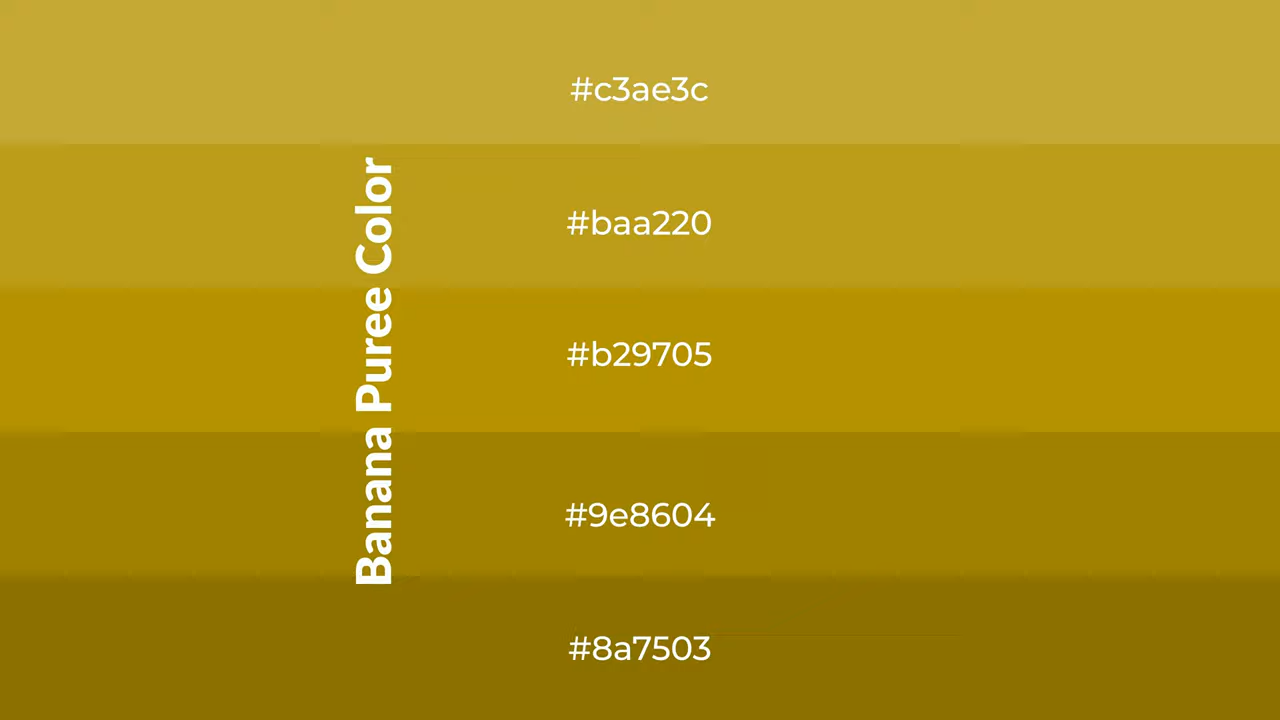 Banana Puree Color
#c3ae3c
#baa220
#b29705
#9e8604
#8a7503